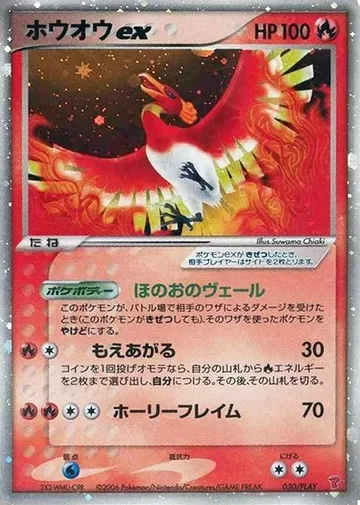 ホウオウex HP100
たね
Illus.Suwama Chiaki
ポケモンexがきぜつしたとき、
相手プレイヤーはサイドを2枚とります。
ポケボディー ほのおのヴェール
このポケモンが、バトル場で相手のワザによるダメージを受けた
とき(このポケモンがきぜつしても)、そのワザを使ったポケモンを
やけどにする。
もえあがる 30
コインを1回投げオモテなら、自分の山札から エネルギー
を2枚まで選び出し、自分につける。その後、その山札を切る。
ホーリーフレイム 70
弱点 抵抗力 にげる
2X2-WMU-C9R ©2006 Pokémon/Nintendo/Creatures/GAME FREAK 030/PLAY